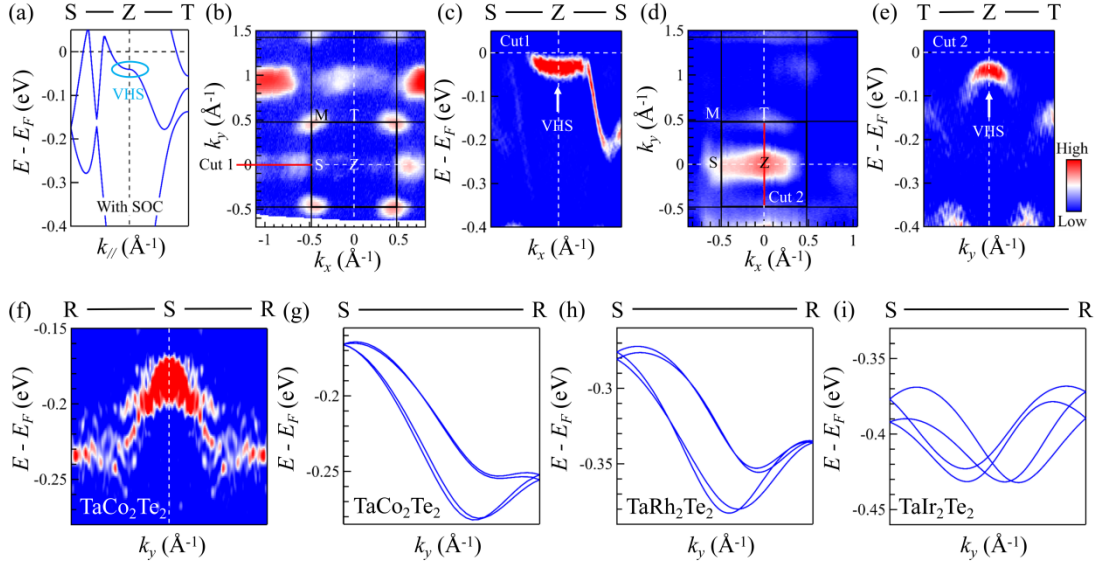 (a) S — Z — T
E - E_F (eV)
0
-0.1
-0.2
-0.3
-0.4
VHS
With SOC
k_// (Å⁻¹)
(b)
k_y (Å⁻¹)
1.5
1
0.5
0
-0.5
M
T
Cut 1
S
Z
-1
-0.5
0
0.5
k_x (Å⁻¹)
(c) S — Z — S
Cut1
E - E_F (eV)
0
-0.1
-0.2
-0.3
-0.4
VHS
k_x (Å⁻¹)
(d)
k_y (Å⁻¹)
1.5
1
0.5
0
-0.5
M
T
S
Z
Cut 2
-0.5
0
0.5
1
k_x (Å⁻¹)
(e) T — Z — T
Cut 2
E - E_F (eV)
0
-0.1
-0.2
-0.3
-0.4
VHS
k_y (Å⁻¹)
High
Low
(f) R — S — R
E - E_F (eV)
-0.15
-0.2
-0.25
TaCo₂Te₂
k_y (Å⁻¹)
(g) S — R
E - E_F (eV)
-0.2
-0.25
TaCo₂Te₂
k_y (Å⁻¹)
(h) S — R
E - E_F (eV)
-0.3
-0.35
TaRh₂Te₂
k_y (Å⁻¹)
(i) S — R
E - E_F (eV)
-0.35
-0.4
-0.45
TaIr₂Te₂
k_y (Å⁻¹)